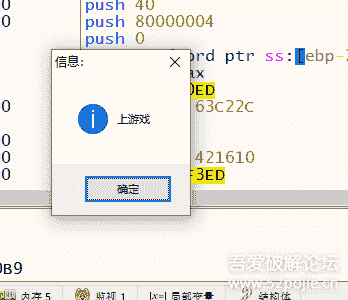 push 40
push 80000004
push 0
ord ptr ss:[ebp-
信息:
ax
0ED
63C22C
上游戏
421610
F3ED
确定
0B9
吾爱破解论坛
www.52pojie.cn
内存 5
监视 1
[x=] 局部变量
结构体